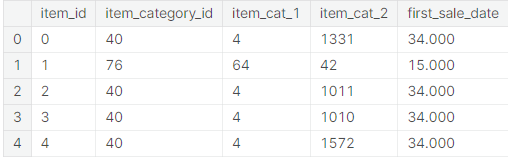 item_id item_category_id item_cat_1 item_cat_2 first_sale_date
0 0 40 4 1331 34.000
1 1 76 64 42 15.000
2 2 40 4 1011 34.000
3 3 40 4 1010 34.000
4 4 40 4 1572 34.000